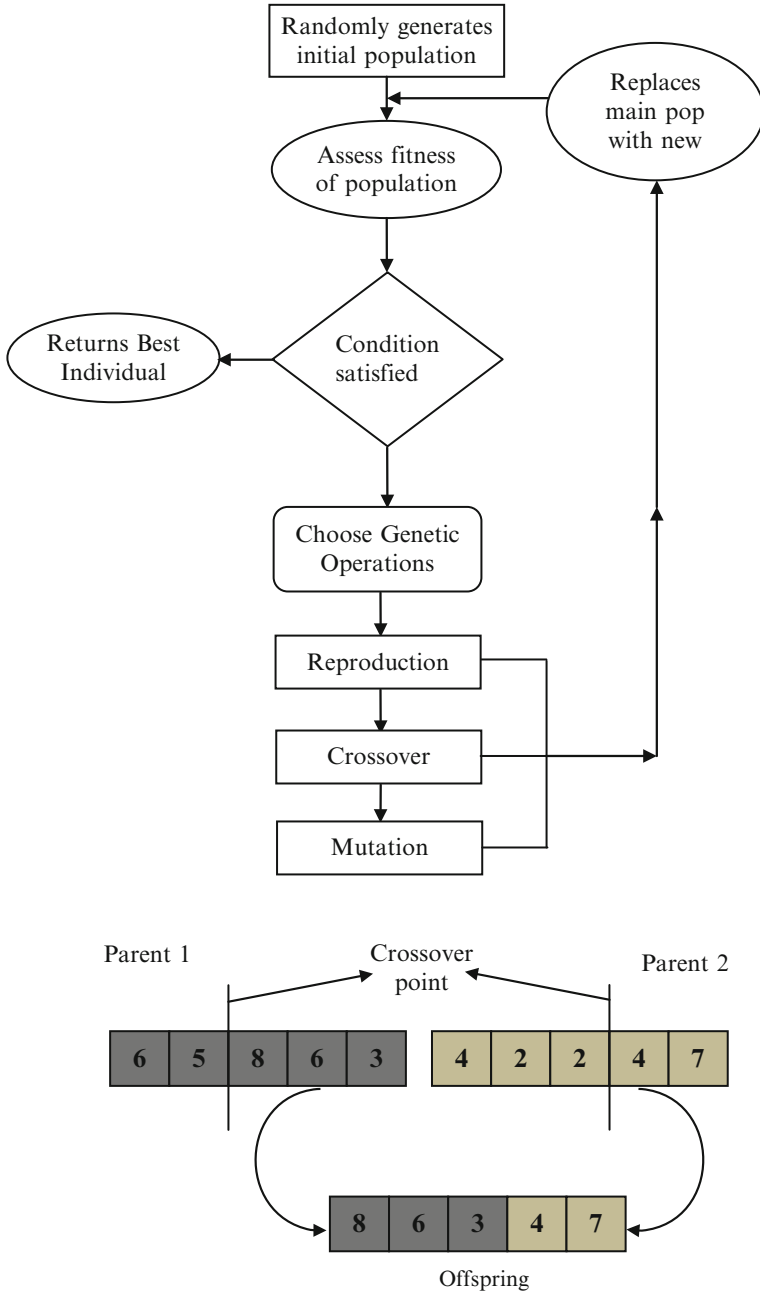 Randomly generates
initial population
Replaces
main pop
with new
Assess fitness
of population
Condition
satisfied
Returns Best
Individual
Choose Genetic
Operations
Reproduction
Crossover
Mutation
Parent 1
Crossover
point
Parent 2
6 5 8 6 3
4 2 2 4 7
8 6 3 4 7
Offspring